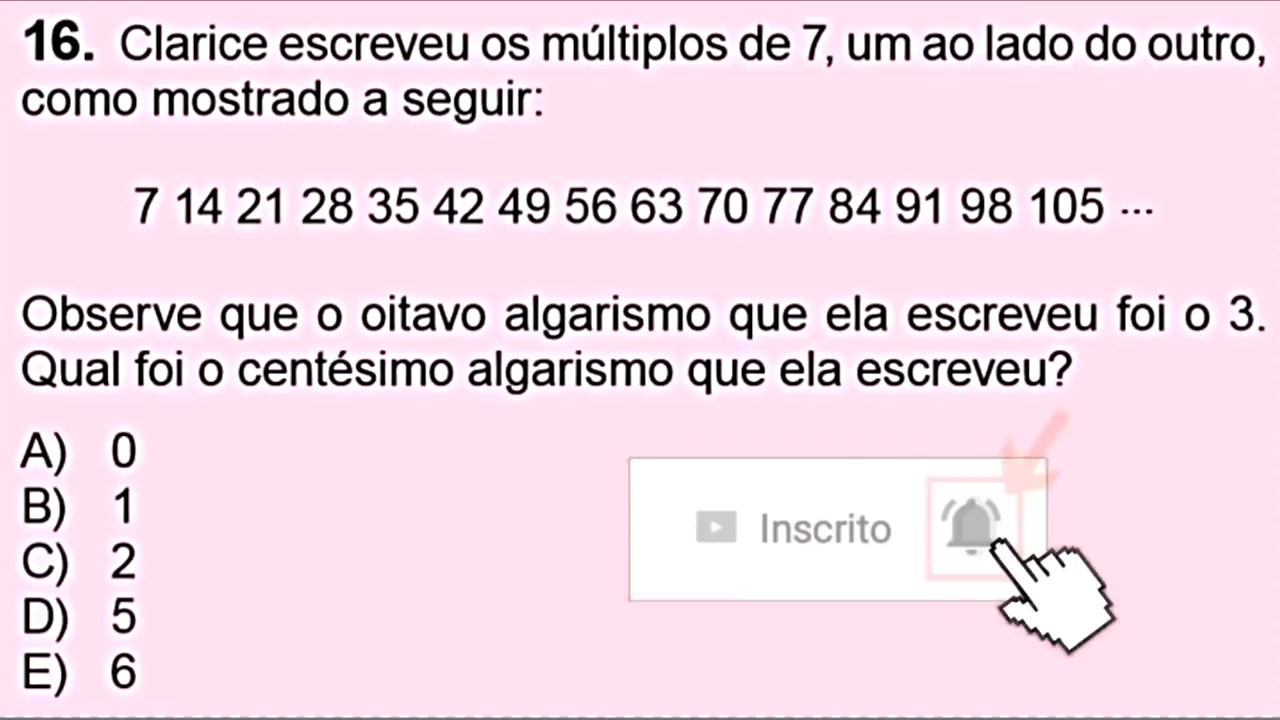 16. Clarice escreveu os múltiplos de 7, um ao lado do outro,
como mostrado a seguir:
7 14 21 28 35 42 49 56 63 70 77 84 91 98 105 ···
Observe que o oitavo algarismo que ela escreveu foi o 3.
Qual foi o centésimo algarismo que ela escreveu?
A) 0
B) 1
C) 2
D) 5
E) 6
Inscrito